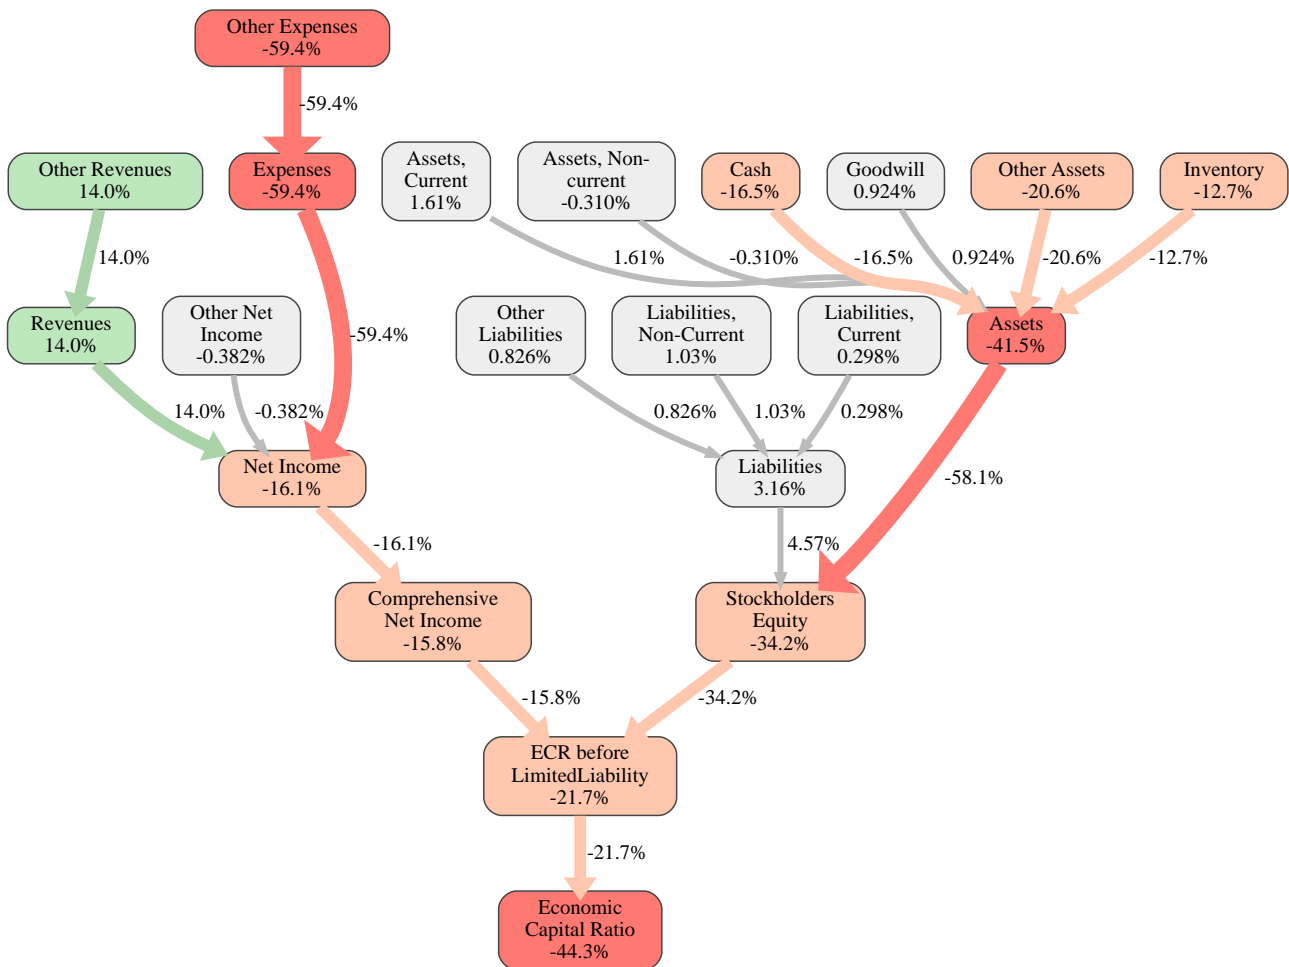 Other Expenses
-59.4%
-59.4%
Other Revenues
14.0%
Expenses
-59.4%
Assets,
Current
1.61%
Assets, Non-
current
-0.310%
Cash
-16.5%
Goodwill
0.924%
Other Assets
-20.6%
Inventory
-12.7%
14.0%
1.61%
-0.310%
-16.5%
0.924%
-20.6%
-12.7%
Revenues
14.0%
Other Net
Income
-0.382%
-59.4%
Other
Liabilities
0.826%
Liabilities,
Non-Current
1.03%
Liabilities,
Current
0.298%
Assets
-41.5%
14.0%
-0.382%
0.826%
1.03%
0.298%
Net Income
-16.1%
Liabilities
3.16%
-58.1%
-16.1%
4.57%
Comprehensive
Net Income
-15.8%
Stockholders
Equity
-34.2%
-15.8%
-34.2%
ECR before
LimitedLiability
-21.7%
-21.7%
Economic
Capital Ratio
-44.3%